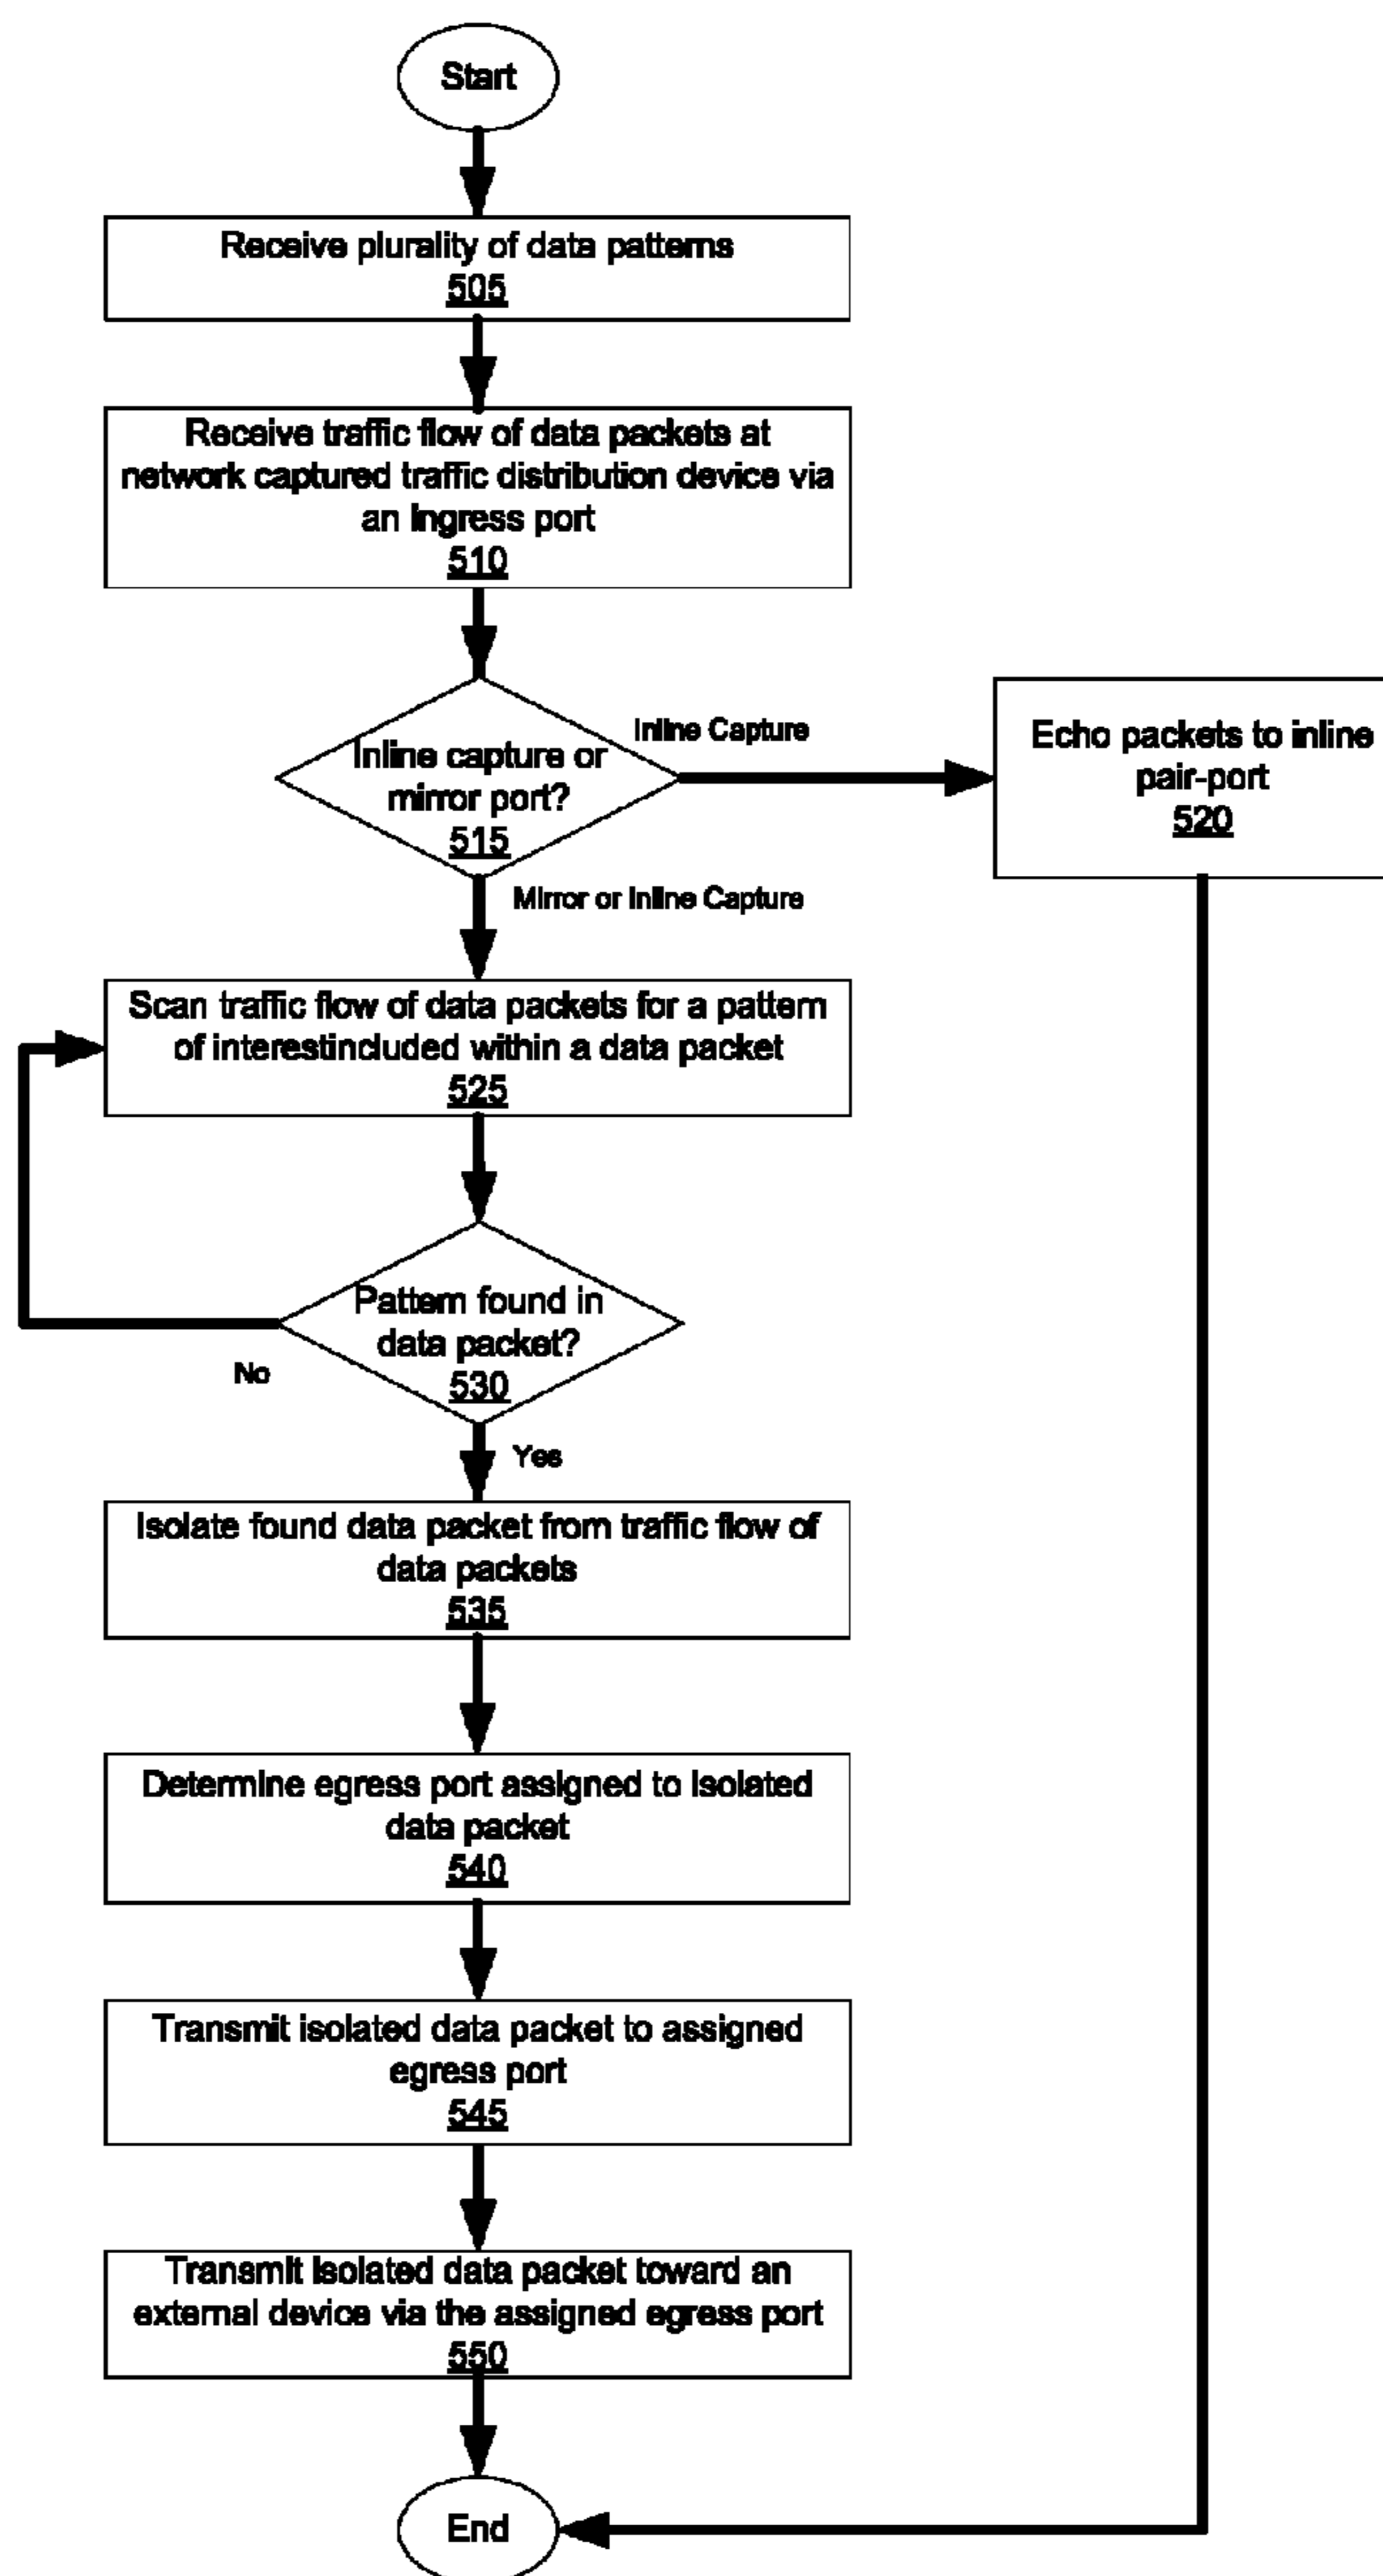 Start
Receive plurality of data patterns
505
Receive traffic flow of data packets at
network captured traffic distribution device via
an ingress port
510
Inline capture or
mirror port?
515
Inline Capture
Echo packets to inline
pair-port
520
Mirror or Inline Capture
Scan traffic flow of data packets for a pattern
of interestincluded within a data packet
525
Pattern found in
data packet?
530
No
Yes
Isolate found data packet from traffic flow of
data packets
535
Determine egress port assigned to isolated
data packet
540
Transmit isolated data packet to assigned
egress port
545
Transmit isolated data packet toward an
external device via the assigned egress port
550
End